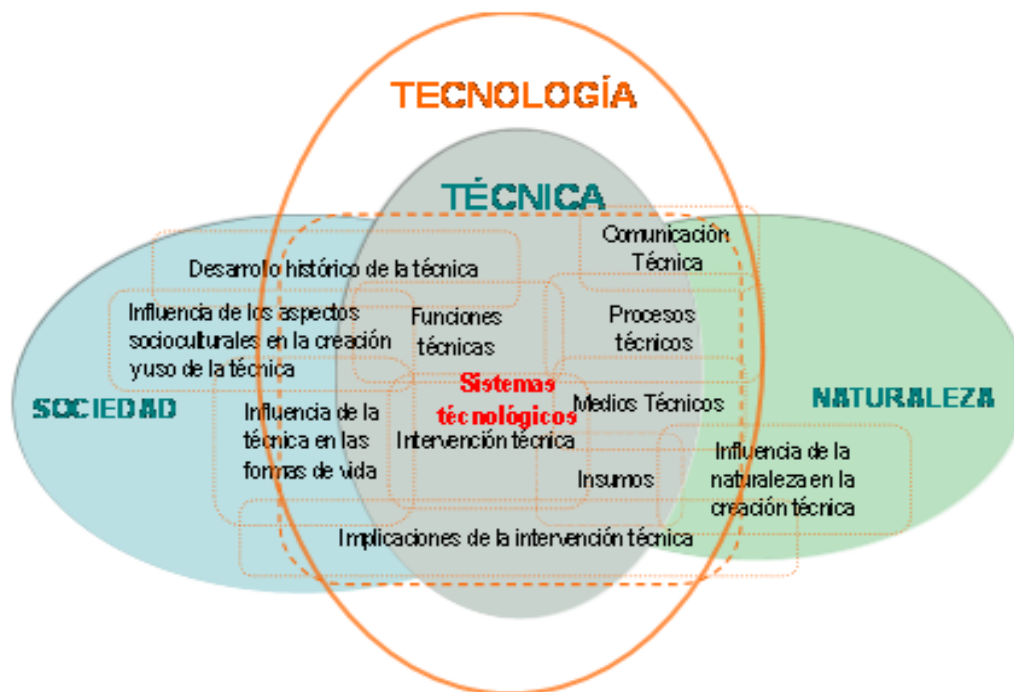 TECNOLOGÍA
TÉCNICA
Comunicación
Técnica
Desarrollo histórico de la técnica
Influencia de los aspectos
socioculturales en la creación
y uso de la técnica
Funciones
técnicas
Procesos
técnicos
Sistemas
técnológicos
SOCIEDAD
NATURALEZA
Medios Técnicos
Influencia de la
técnica en las
formas de vida
Intervención técnica
Insumos
Influencia de la
naturaleza en la
creación técnica
Implicaciones de la intervención técnica